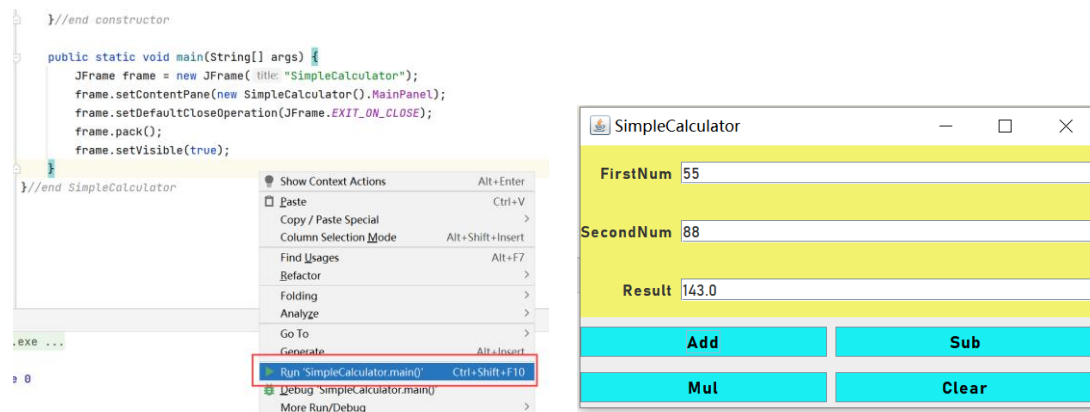 }//end constructor
public static void main(String[] args) {
JFrame frame = new JFrame( title: "SimpleCalculator");
frame.setContentPane(new SimpleCalculator().MainPanel);
frame.setDefaultCloseOperation(JFrame.EXIT_ON_CLOSE);
frame.pack();
frame.setVisible(true);
}
}//end SimpleCalculator
Show Context Actions Alt+Enter
Paste Ctrl+V
Copy / Paste Special
Column Selection Mode Alt+Shift+Insert
Find Usages Alt+F7
Refactor
Folding
Analyze
Go To
Generate... Alt+Insert
Run 'SimpleCalculator.main()' Ctrl+Shift+F10
Debug 'SimpleCalculator.main()'
More Run/Debug
.exe ...
e 0
SimpleCalculator
FirstNum 55
SecondNum 88
Result 143.0
Add Sub
Mul Clear